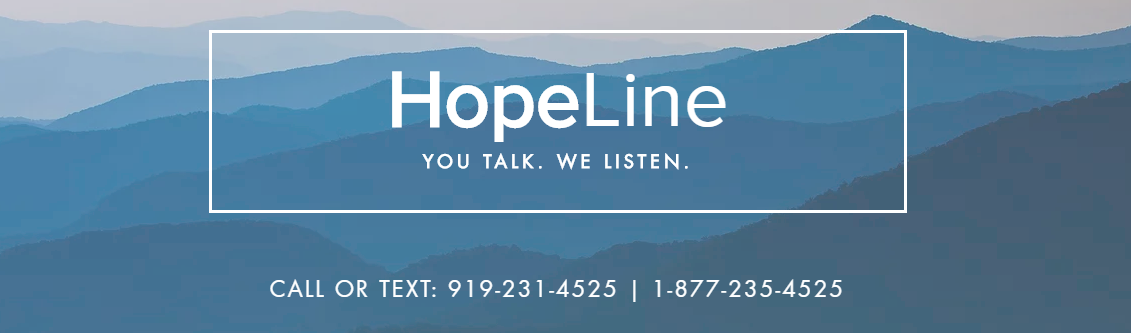 HopeLine
YOU TALK. WE LISTEN.
CALL OR TEXT: 919-231-4525 | 1-877-235-4525